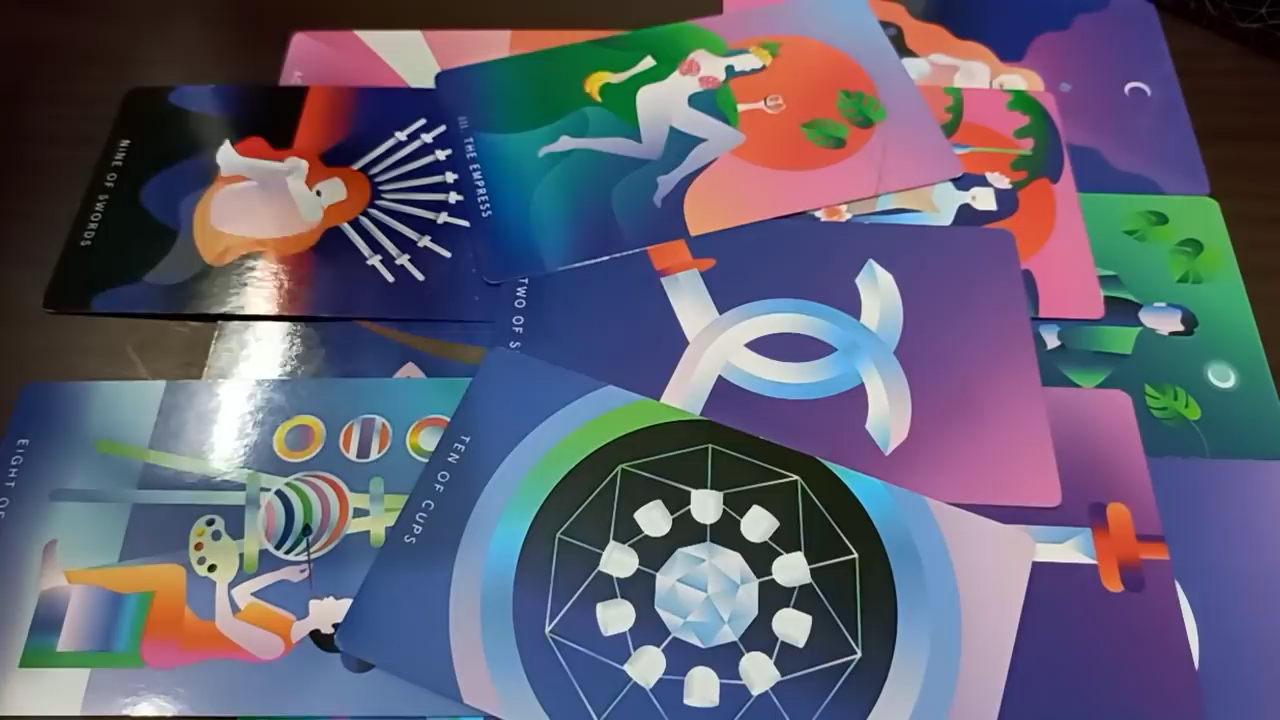 NINE OF SWORDS
III. THE EMPRESS
TWO OF S
EIGHT OF
TEN OF CUPS